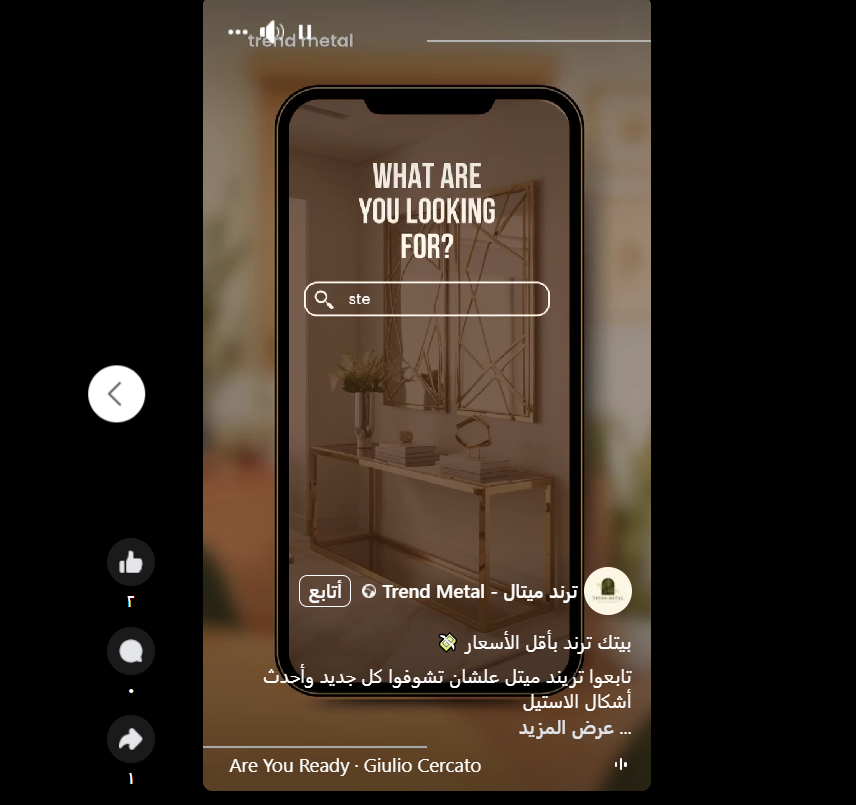 trend metal
WHAT ARE
YOU LOOKING
FOR?
ste
ترند ميتال - Trend Metal
أتابع
بيتك ترند بأقل الأسعار 💸
تابعوا تريند ميتل علشان تشوفوا كل جديد وأحدث
أشكال الاستيل
... عرض المزيد
Are You Ready · Giulio Cercato
٢
٠
١